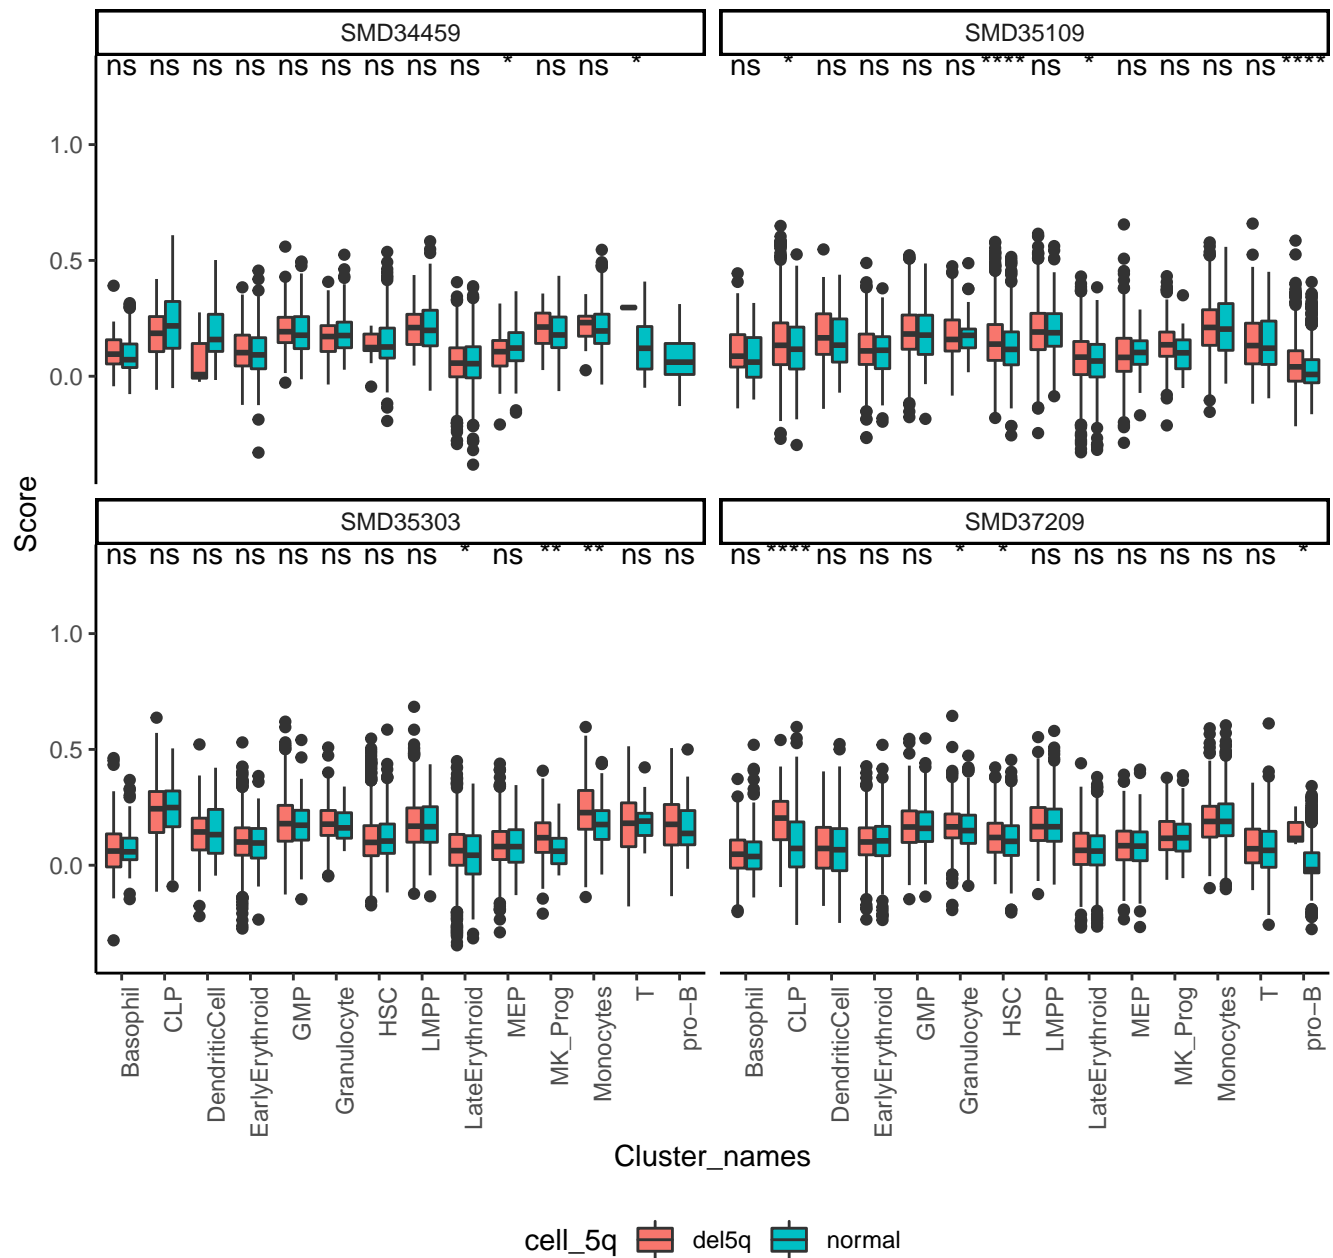 SMD34459
SMD35109
ns ns ns ns ns ns ns ns ns * ns ns *
ns * ns ns ns ns **** ns * ns ns ns ns ****
1.0
0.5
0.0
Score
SMD35303
SMD37209
ns ns ns ns ns ns ns ns * ns ** ** ns ns
ns **** ns ns ns * * ns ns ns ns ns ns *
1.0
0.5
0.0
Basophil
CLP
DendriticCell
EarlyErythroid
GMP
Granulocyte
HSC
LMPP
LateErythroid
MEP
MK_Prog
Monocytes
T
pro−B
Basophil
CLP
DendriticCell
EarlyErythroid
GMP
Granulocyte
HSC
LMPP
LateErythroid
MEP
MK_Prog
Monocytes
T
pro−B
Cluster_names
cell_5q del5q normal